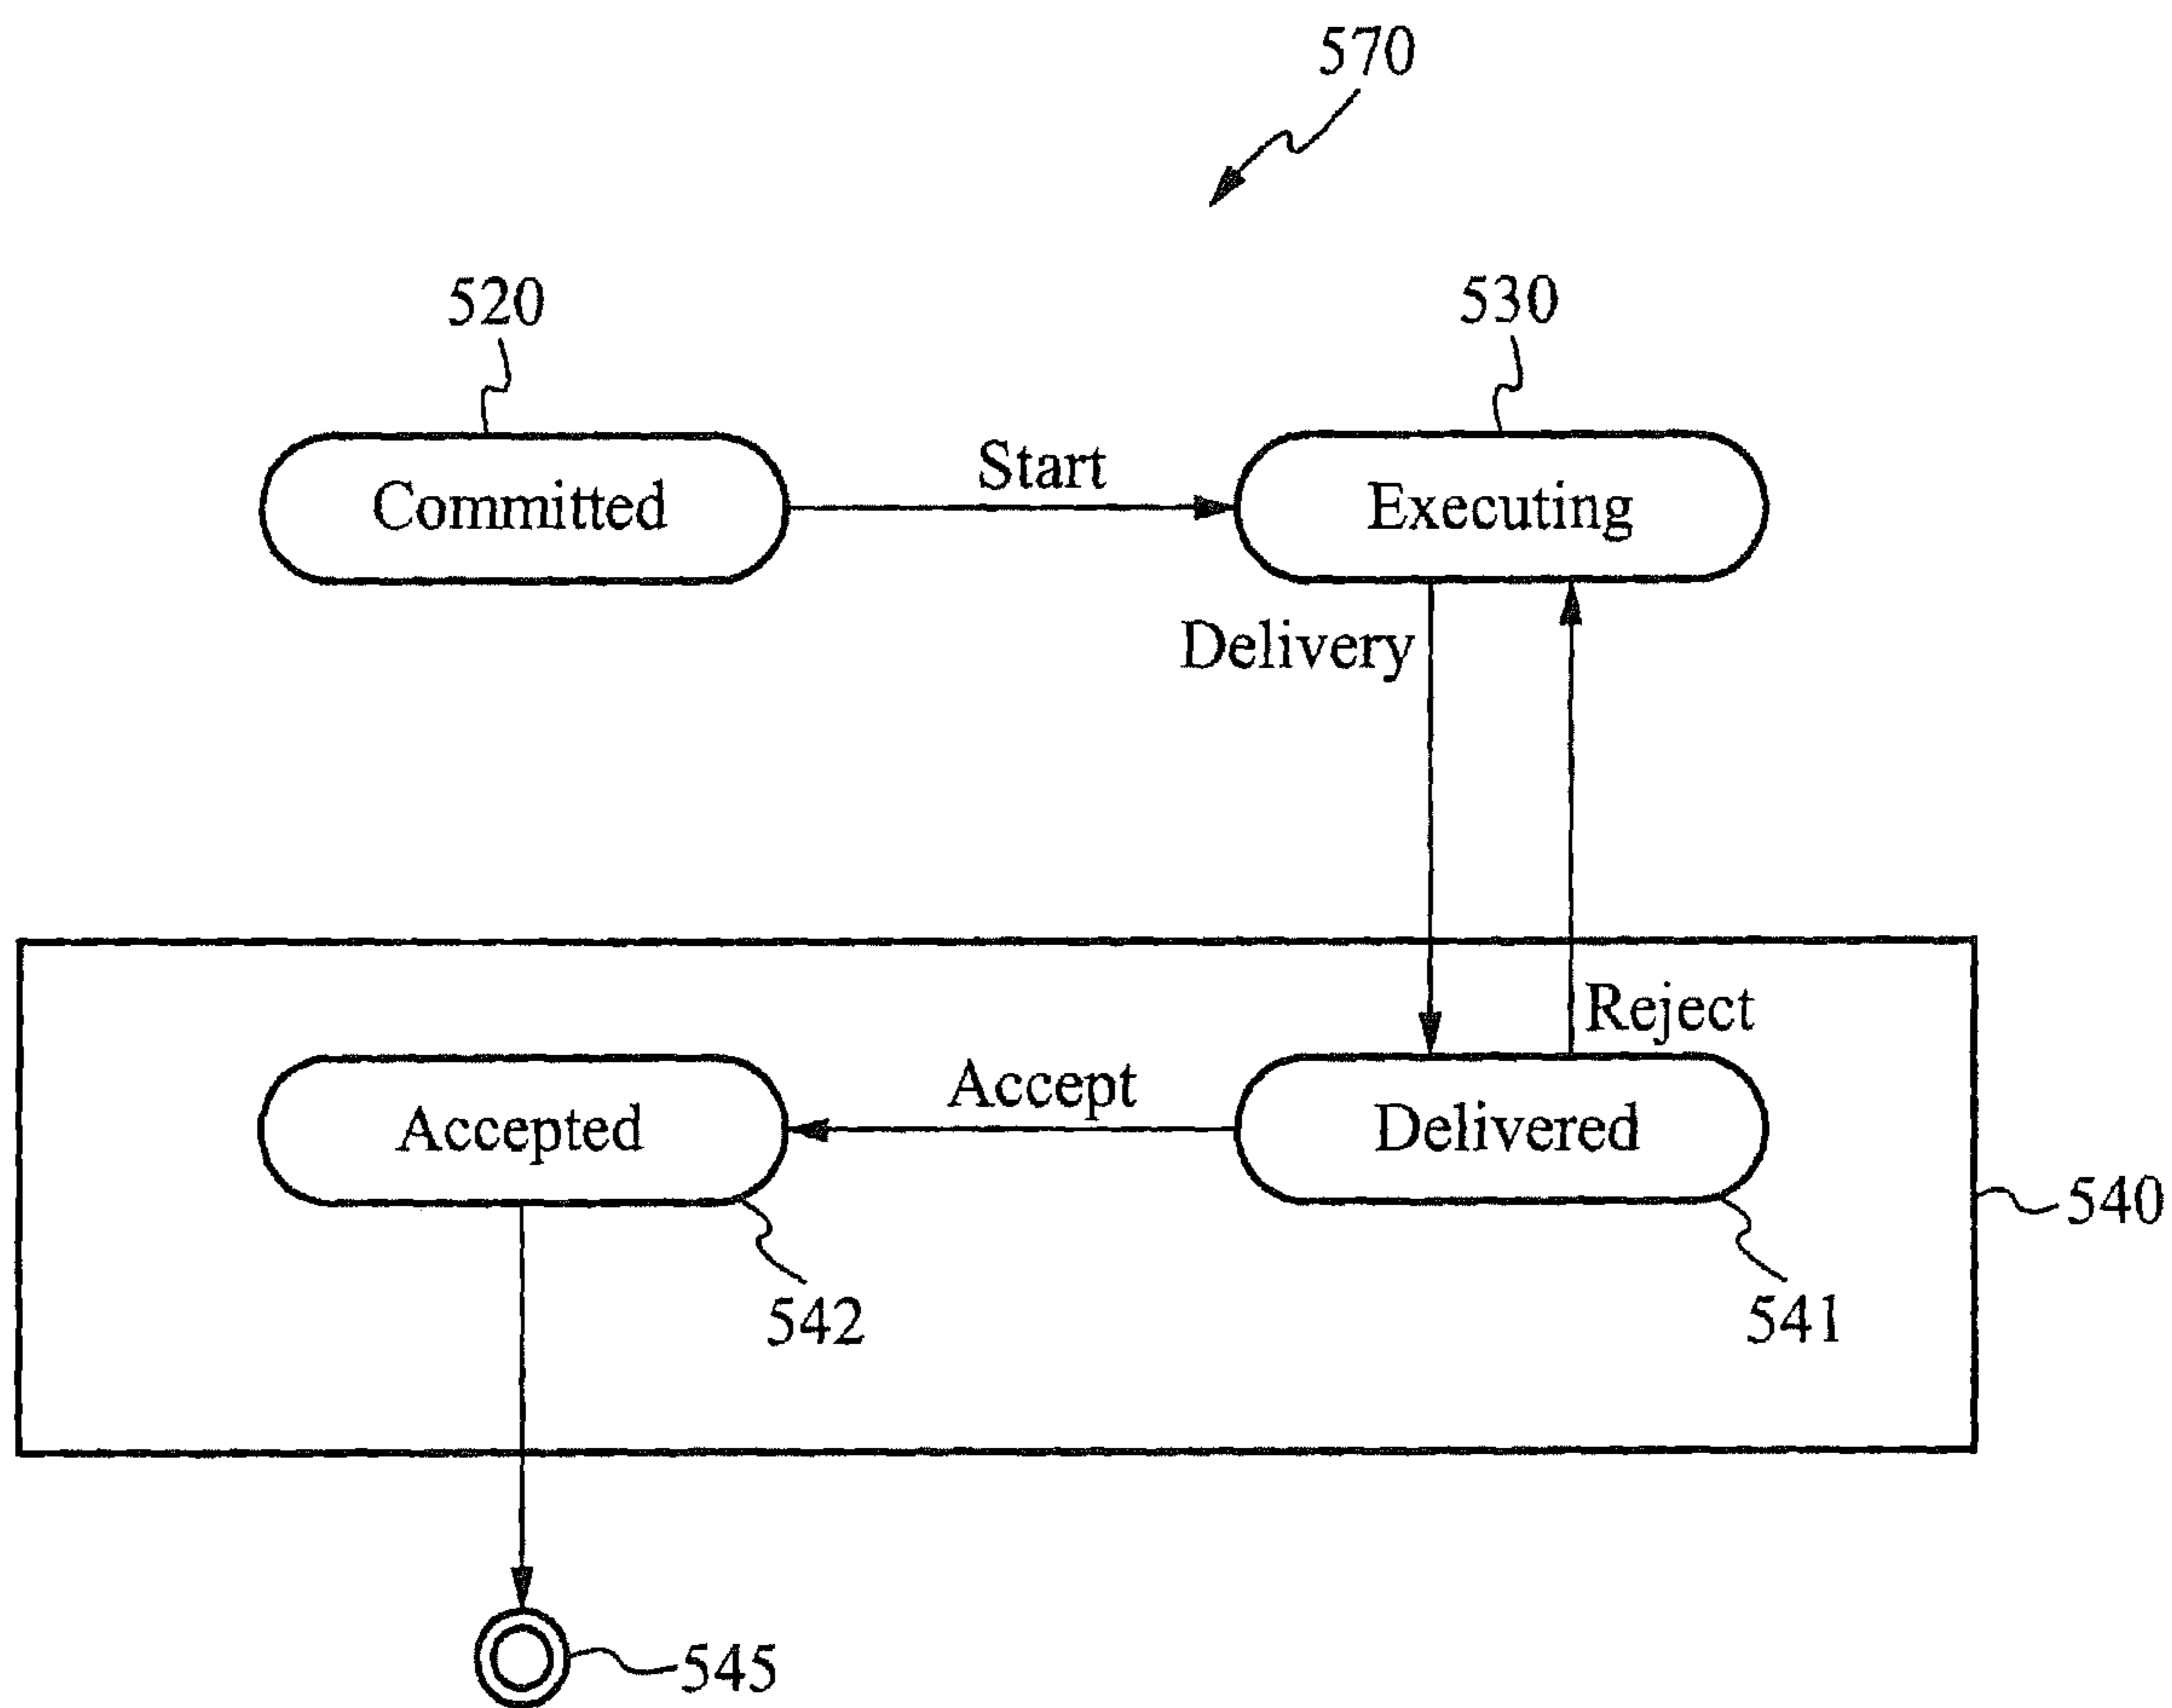 570
520
530
Committed
Start
Executing
Delivery
Reject
Accepted
Accept
Delivered
540
542
541
545